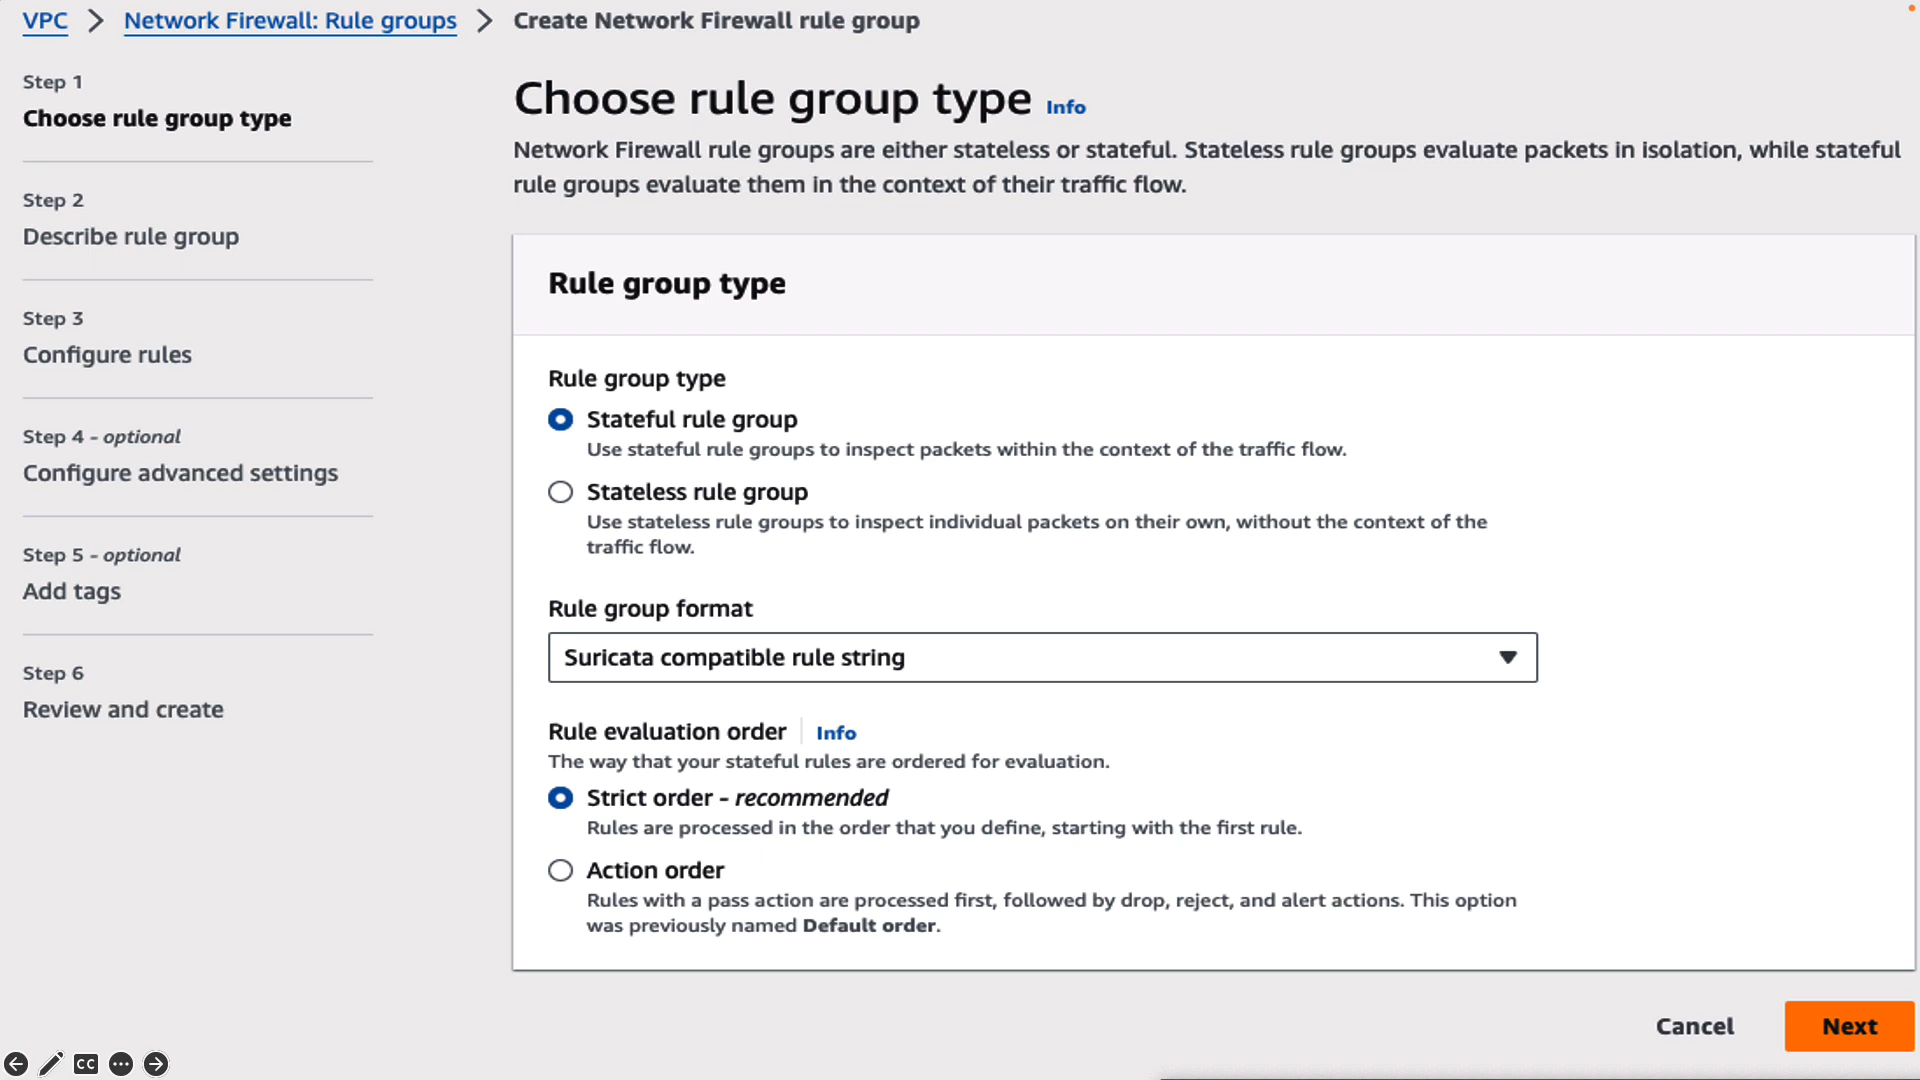 VPC > Network Firewall: Rule groups > Create Network Firewall rule group
Step 1
Choose rule group type
Step 2
Describe rule group
Step 3
Configure rules
Step 4 - optional
Configure advanced settings
Step 5 - optional
Add tags
Step 6
Review and create
Choose rule group type Info
Network Firewall rule groups are either stateless or stateful. Stateless rule groups evaluate packets in isolation, while stateful
rule groups evaluate them in the context of their traffic flow.
Rule group type
Rule group type
Stateful rule group
Use stateful rule groups to inspect packets within the context of the traffic flow.
Stateless rule group
Use stateless rule groups to inspect individual packets on their own, without the context of the
traffic flow.
Rule group format
Suricata compatible rule string
Rule evaluation order Info
The way that your stateful rules are ordered for evaluation.
Strict order - recommended
Rules are processed in the order that you define, starting with the first rule.
Action order
Rules with a pass action are processed first, followed by drop, reject, and alert actions. This option
was previously named Default order.
Cancel Next
CC